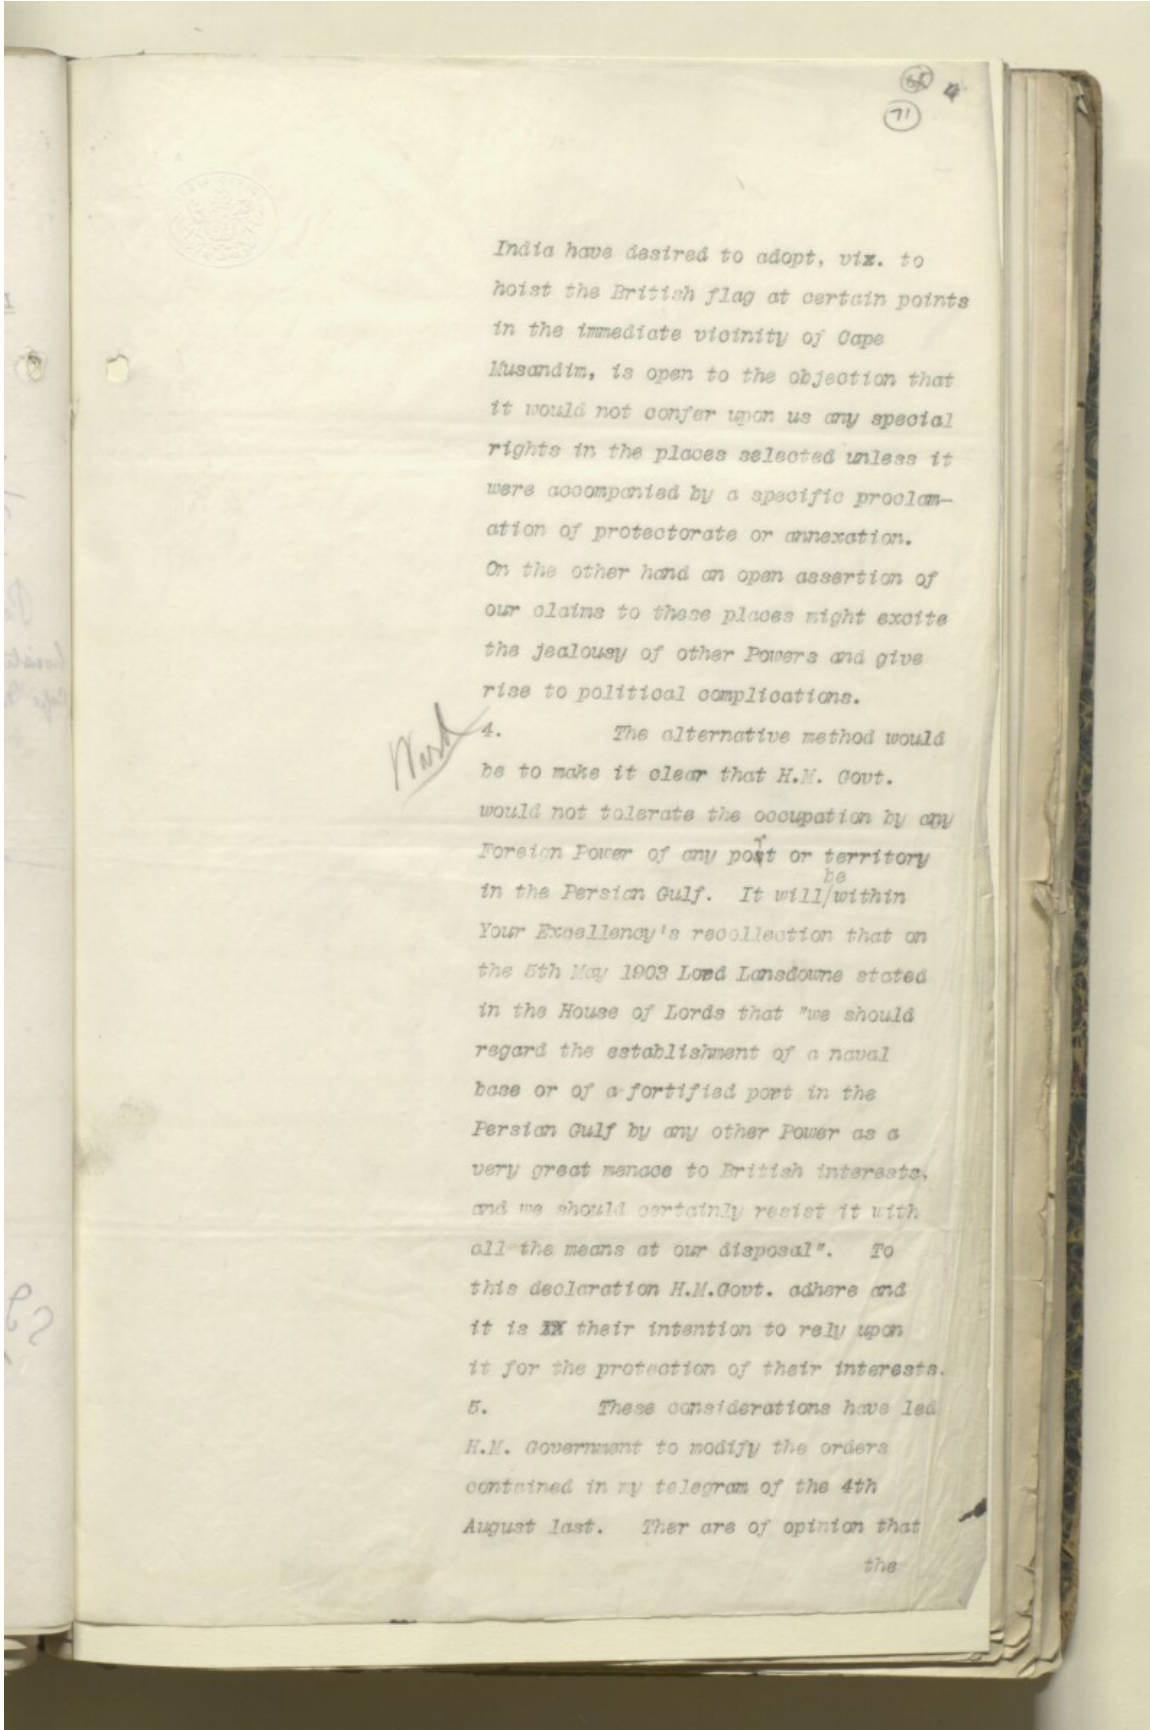 71
India have desired to adopt, vix. to
hoist the British flag at certain points
in the immediate vicinity of Cape
Musandim, is open to the objection that
it would not confer upon us any special
rights in the places selected unless it
were accompanied by a specific proclam-
ation of protectorate or annexation.
On the other hand an open assertion of
our claims to these places might excite
the jealousy of other Powers and give
rise to political complications.
4. The alternative method would
be to make it clear that H.M. Govt.
would not tolerate the occupation by any
Foreign Power of any port or territory
be
in the Persian Gulf. It will/within
Your Excellency's recollection that on
the 5th May 1903 Lord Lansdowne stated
in the House of Lords that "we should
regard the establishment of a naval
base or of a fortified port in the
Persian Gulf by any other Power as a
very great menace to British interests,
and we should certainly resist it with
all the means at our disposal". To
this declaration H.M.Govt. adhere and
it is their intention to rely upon
it for the protection of their interests.
5. These considerations have led
H.M. Government to modify the orders
contained in my telegram of the 4th
August last. Ther are of opinion that
the